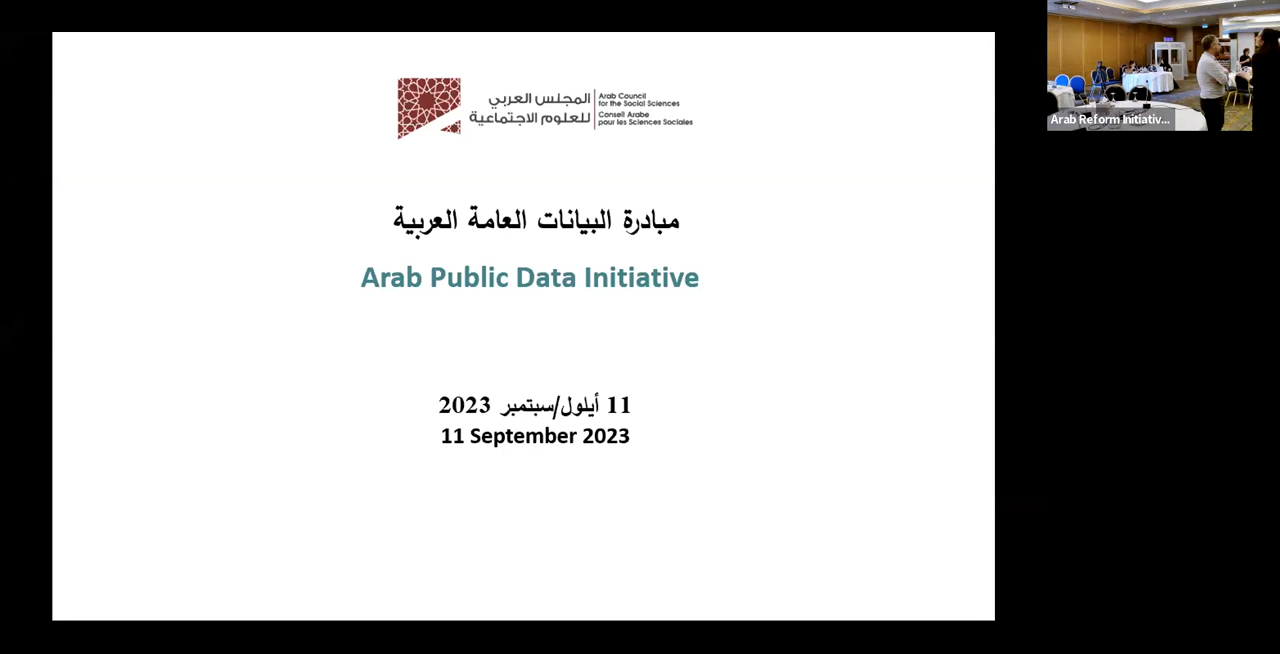 المجلس العربي
للعلوم الاجتماعية
Arab Council
for the Social Sciences
Conseil Arabe
pour les Sciences Sociales
مبادرة البيانات العامة العربية
Arab Public Data Initiative
11 أيلول/سبتمبر 2023
11 September 2023
Arab Reform Initiativ...